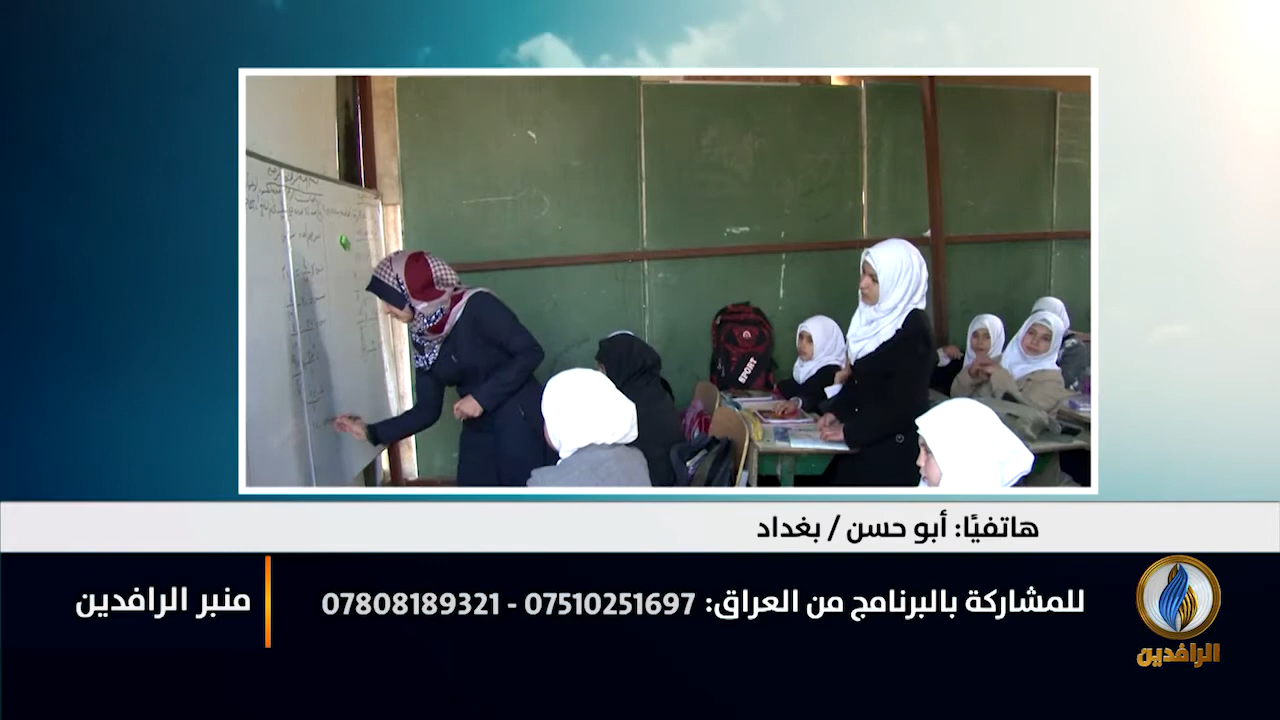 SPORT
هاتفيًا: أبو حسن / بغداد
للمشاركة بالبرنامج من العراق: 07510251697 - 07808189321
منبر الرافدين
الرافدين